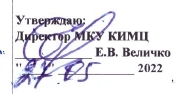 Утверждаю:
Директор МКУ КИМЦ
Е.В. Величко
"27" 05 2022